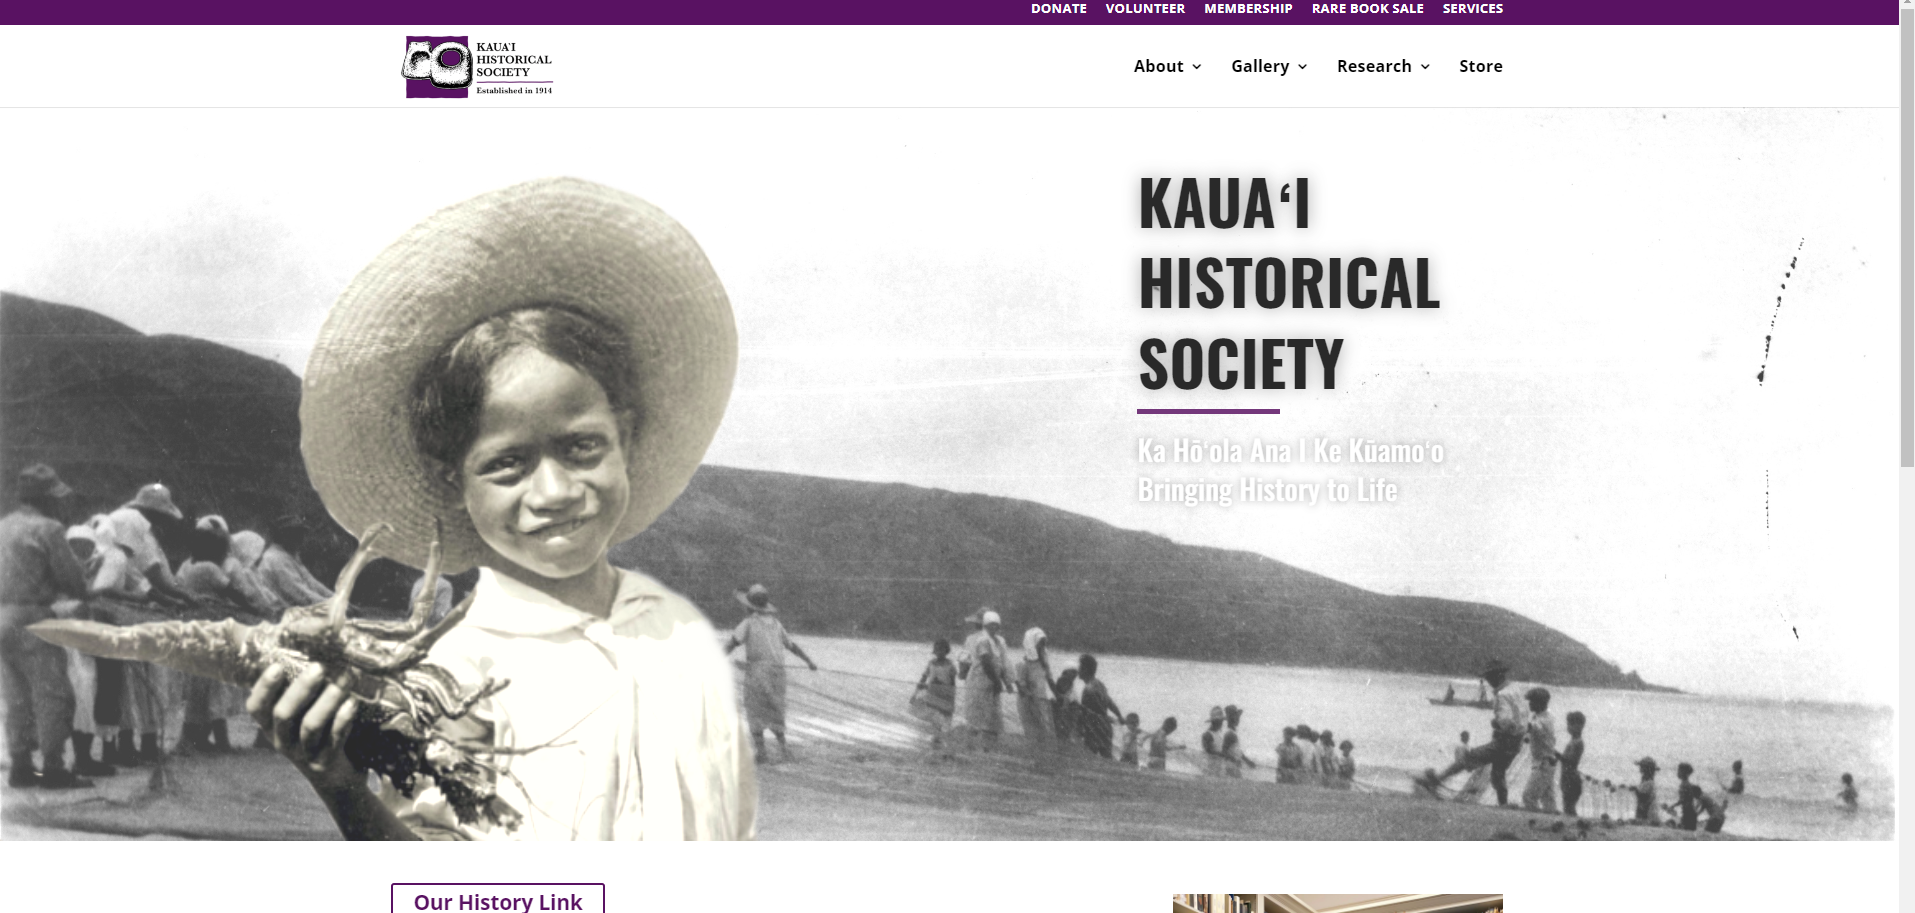 DONATE VOLUNTEER MEMBERSHIP RARE BOOK SALE SERVICES
KAUAʻI
HISTORICAL
SOCIETY
Established in 1914
About Gallery Research Store
KAUAʻI
HISTORICAL
SOCIETY
Ka Hōʻola Ana I Ke Kūamoʻo
Bringing History to Life
Our History Link